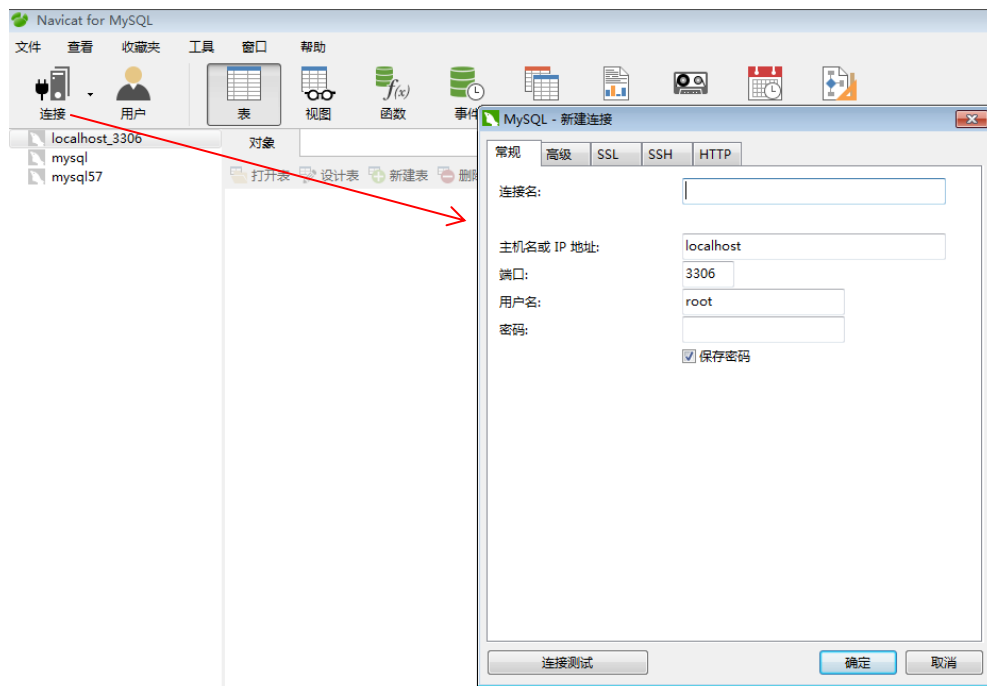 Navicat for MySQL
文件 查看 收藏夹 工具 窗口 帮助
f(x)
连接 用户 表 视图 函数 事件
MySQL - 新建连接
localhost_3306
mysql
mysql57
对象
打开表 设计表 新建表
常规 高级 SSL SSH HTTP
连接名:
主机名或 IP 地址: localhost
端口: 3306
用户名: root
密码:
保存密码
连接测试 确定 取消